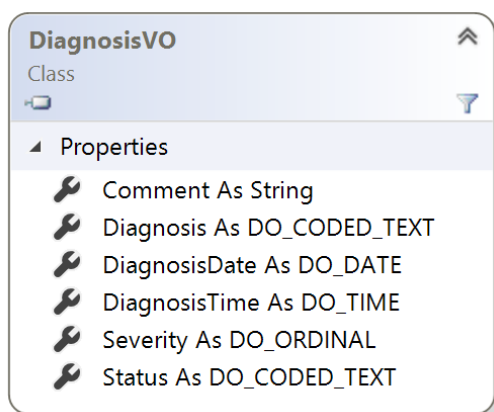 DiagnosisVO
Class
Properties
Comment As String
Diagnosis As DO_CODED_TEXT
DiagnosisDate As DO_DATE
DiagnosisTime As DO_TIME
Severity As DO_ORDINAL
Status As DO_CODED_TEXT